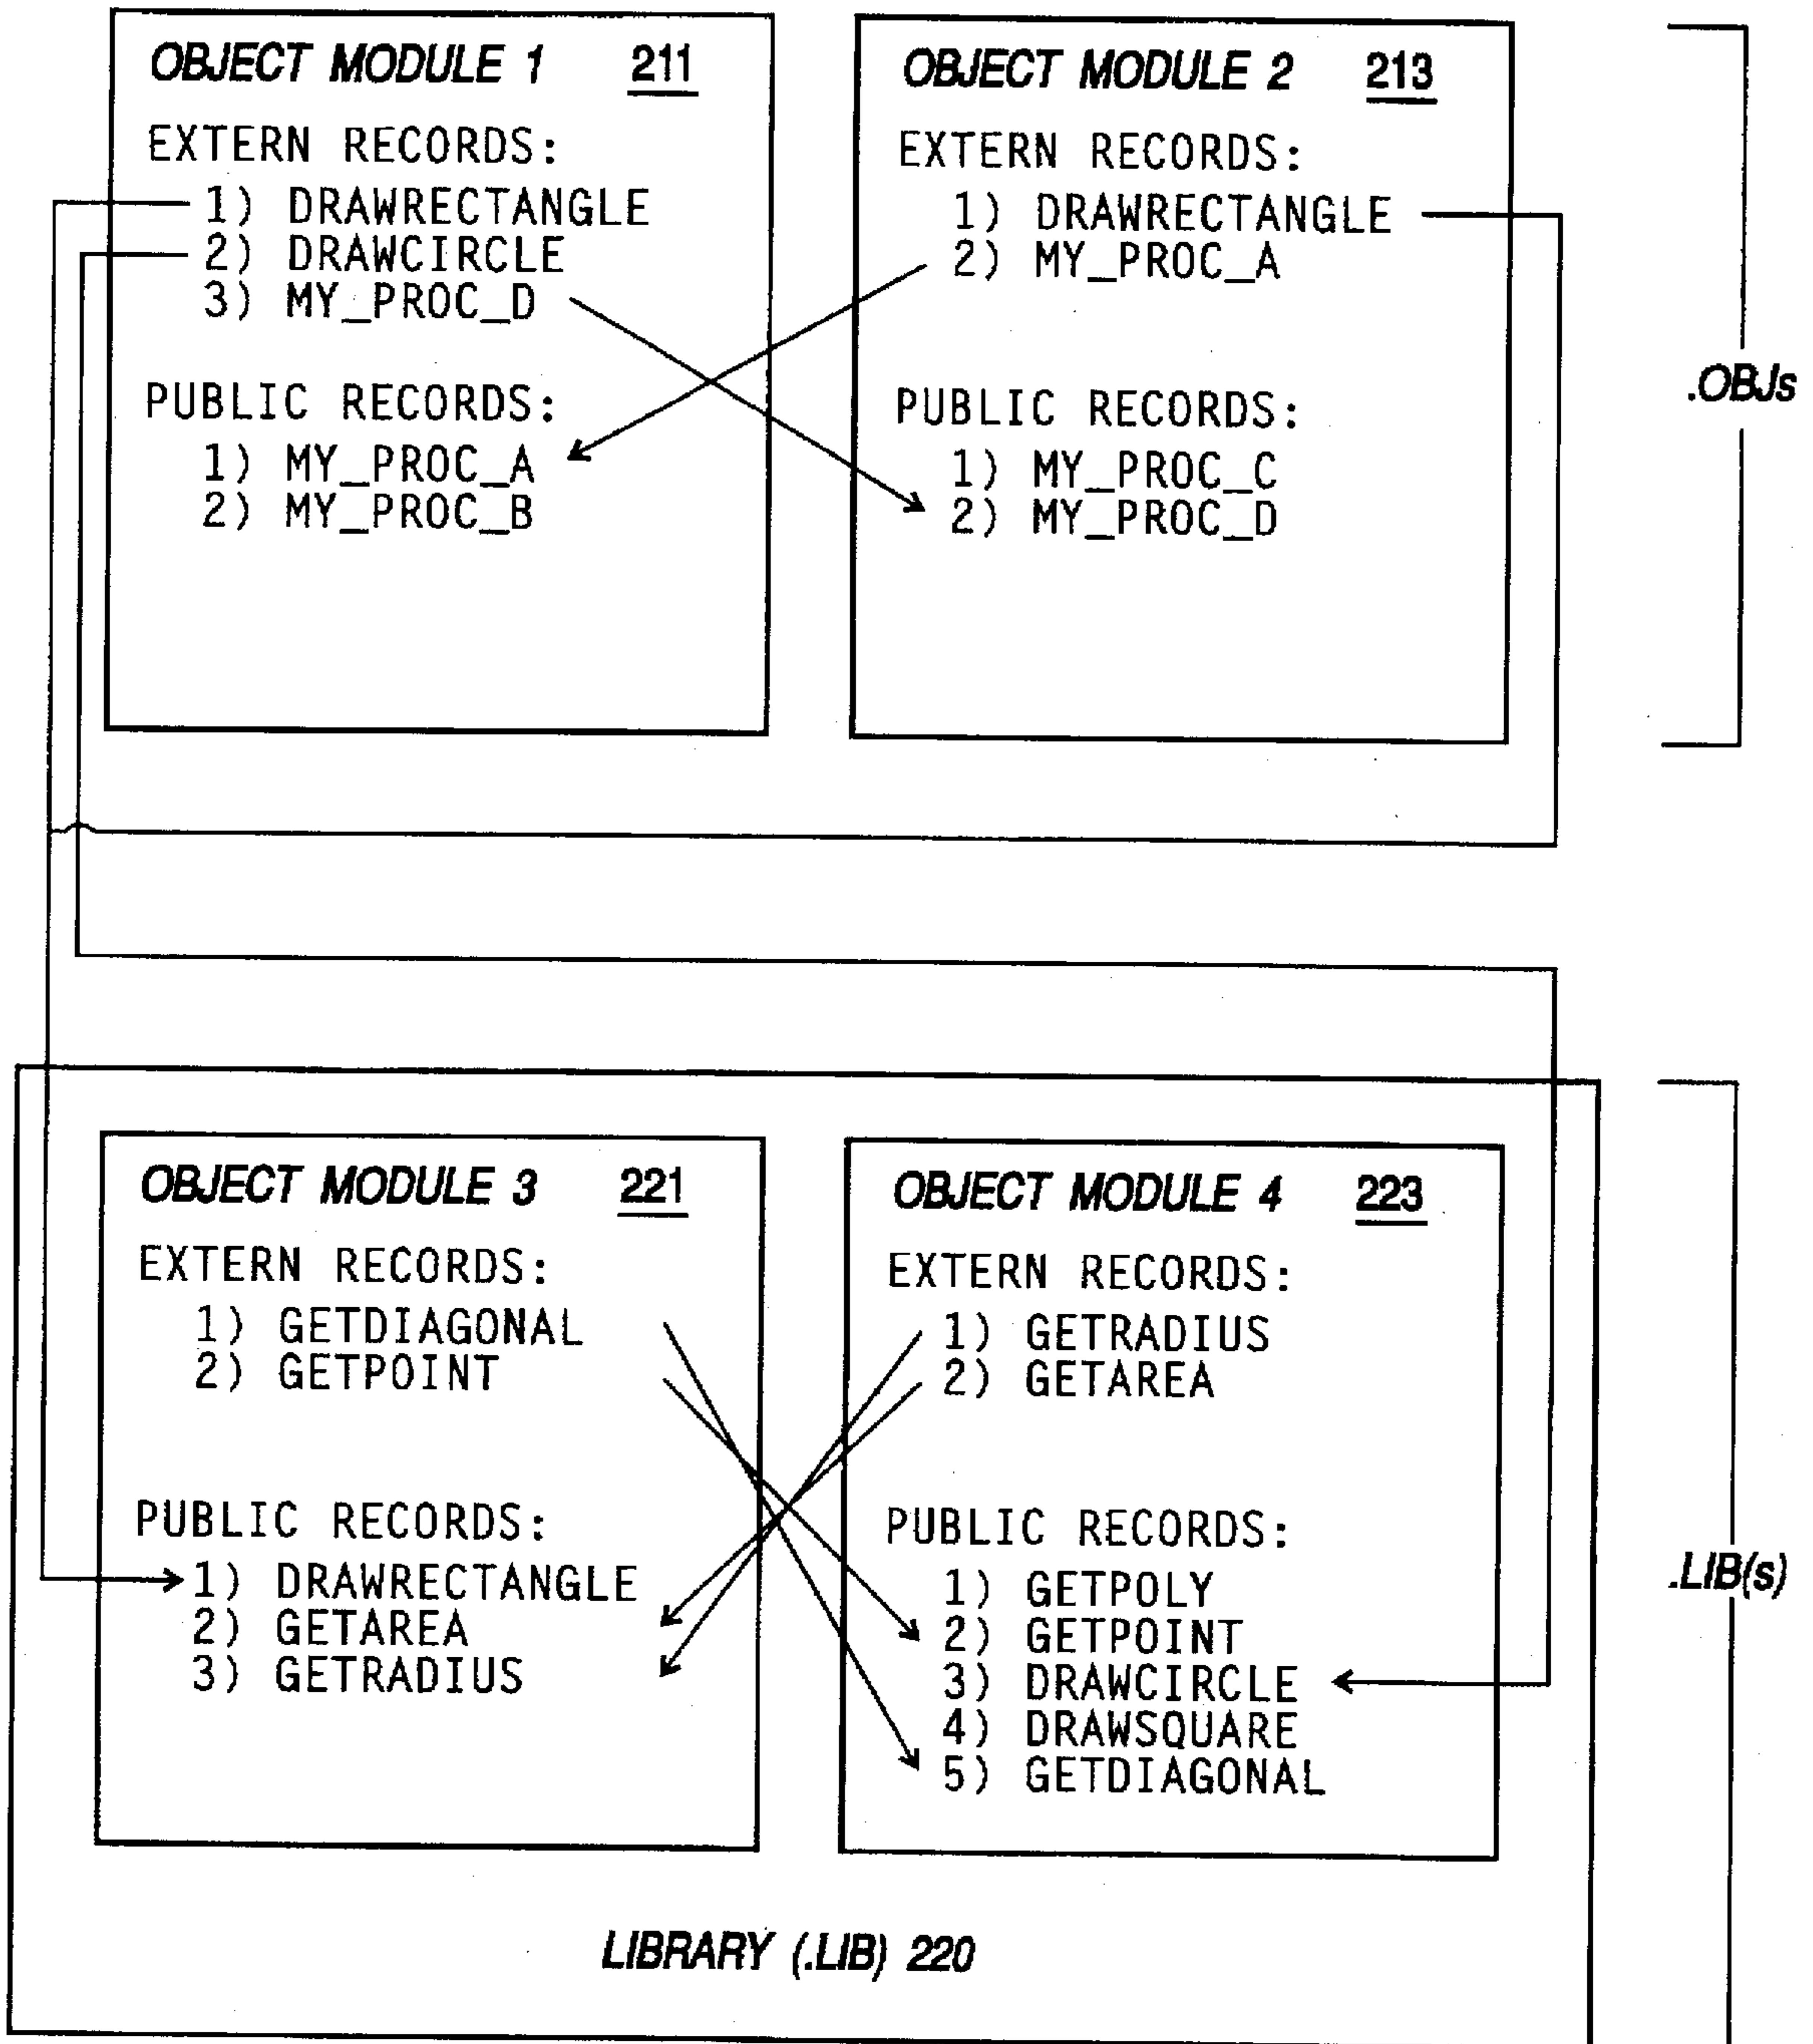 OBJECT MODULE 1 211
EXTERN RECORDS:
1) DRAWRECTANGLE
2) DRAWCIRCLE
3) MY_PROC_D
PUBLIC RECORDS:
1) MY_PROC_A
2) MY_PROC_B
OBJECT MODULE 2 213
EXTERN RECORDS:
1) DRAWRECTANGLE
2) MY_PROC_A
PUBLIC RECORDS:
1) MY_PROC_C
2) MY_PROC_D
.OBJs
OBJECT MODULE 3 221
EXTERN RECORDS:
1) GETDIAGONAL
2) GETPOINT
PUBLIC RECORDS:
1) DRAWRECTANGLE
2) GETAREA
3) GETRADIUS
OBJECT MODULE 4 223
EXTERN RECORDS:
1) GETRADIUS
2) GETAREA
PUBLIC RECORDS:
1) GETPOLY
2) GETPOINT
3) DRAWCIRCLE
4) DRAWSQUARE
5) GETDIAGONAL
.LIB(s)
LIBRARY (.LIB) 220